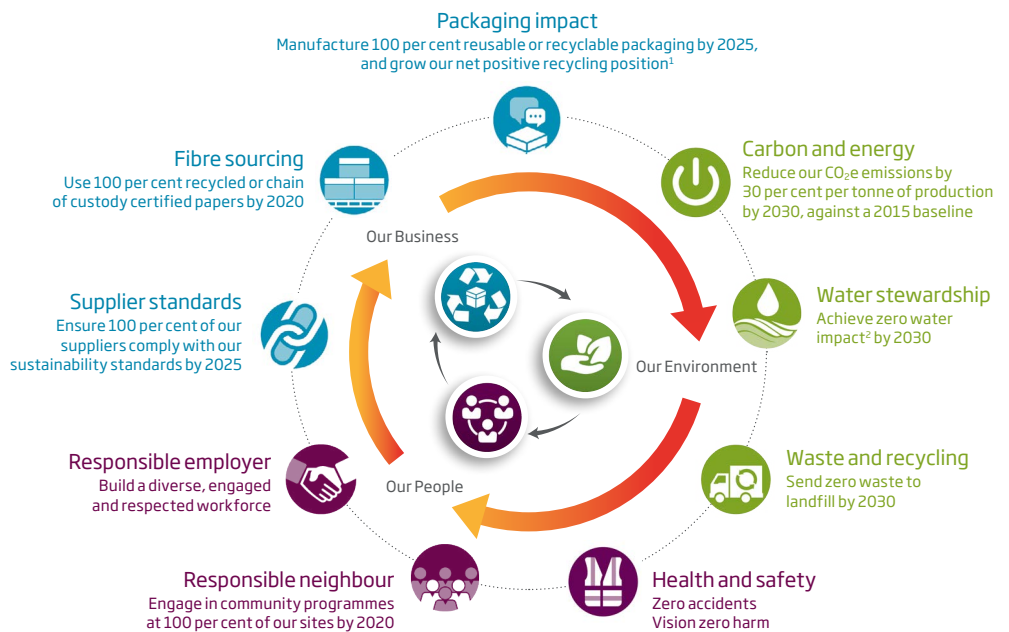 Packaging impact
Manufacture 100 per cent reusable or recyclable packaging by 2025,
and grow our net positive recycling position¹
Carbon and energy
Reduce our CO₂e emissions by
30 per cent per tonne of production
by 2030, against a 2015 baseline
Water stewardship
Achieve zero water
impact² by 2030
Waste and recycling
Send zero waste to
landfill by 2030
Health and safety
Zero accidents
Vision zero harm
Responsible neighbour
Engage in community programmes
at 100 per cent of our sites by 2020
Responsible employer
Build a diverse, engaged
and respected workforce
Supplier standards
Ensure 100 per cent of our
suppliers comply with our
sustainability standards by 2025
Fibre sourcing
Use 100 per cent recycled or chain
of custody certified papers by 2020
Our Business
Our Environment
Our People